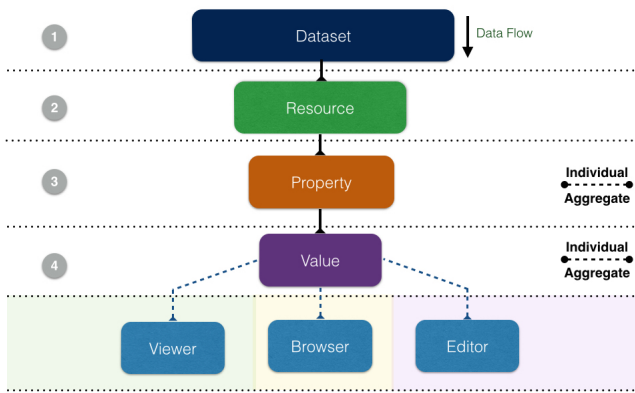 1
Dataset
Data Flow
2
Resource
3
Property
Individual
Aggregate
4
Value
Individual
Aggregate
Viewer
Browser
Editor